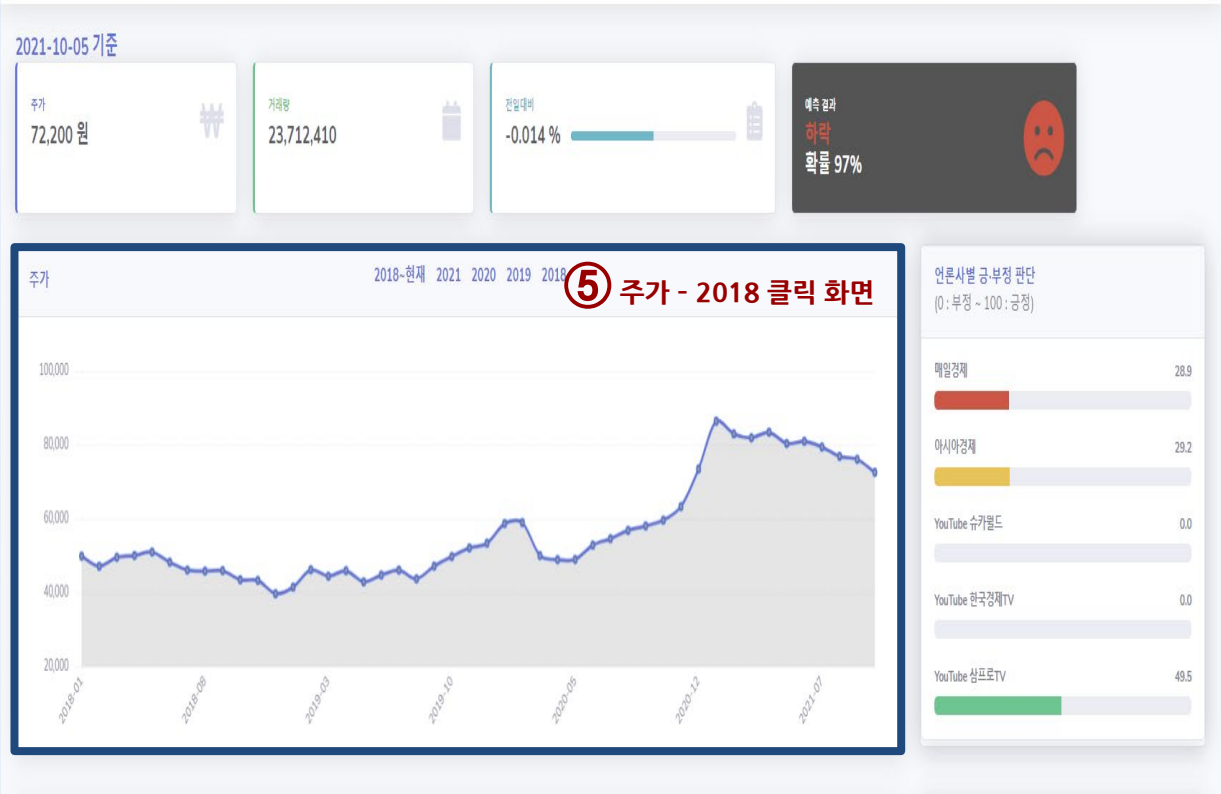 2021-10-05 기준
주가
72,200 원
거래량
23,712,410
전일대비
-0.014 %
예측 결과
하락
확률 97%
주가
2018~현재 2021 2020 2019 2018
⑤ 주가 - 2018 클릭 화면
100,000
80,000
60,000
40,000
20,000
2018-01
2018-08
2019-03
2019-10
2020-05
2020-12
2021-07
언론사별 긍·부정 판단
(0 : 부정 ~ 100 : 긍정)
매일경제 28.9
아시아경제 29.2
YouTube 슈카월드 0.0
YouTube 한국경제TV 0.0
YouTube 삼프로TV 49.5